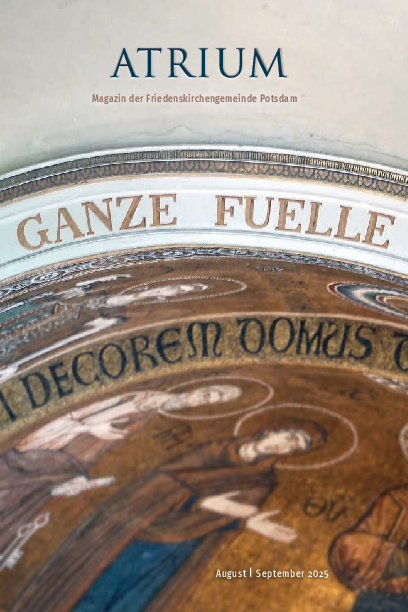 ATRIUM
Magazin der Friedenskirchengemeinde Potsdam
GANZE FUELLE
DECOREM DOMUS
August | September 2025